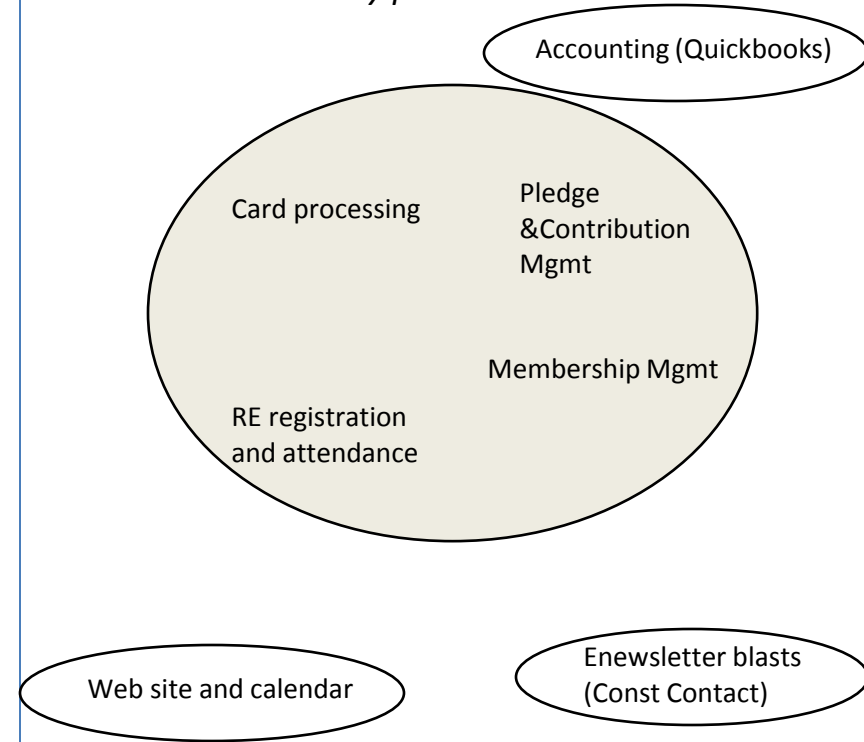 Accounting (Quickbooks)
Card processing
Pledge
&Contribution
Mgmt
Membership Mgmt
RE registration
and attendance
Web site and calendar
Enewsletter blasts
(Const Contact)